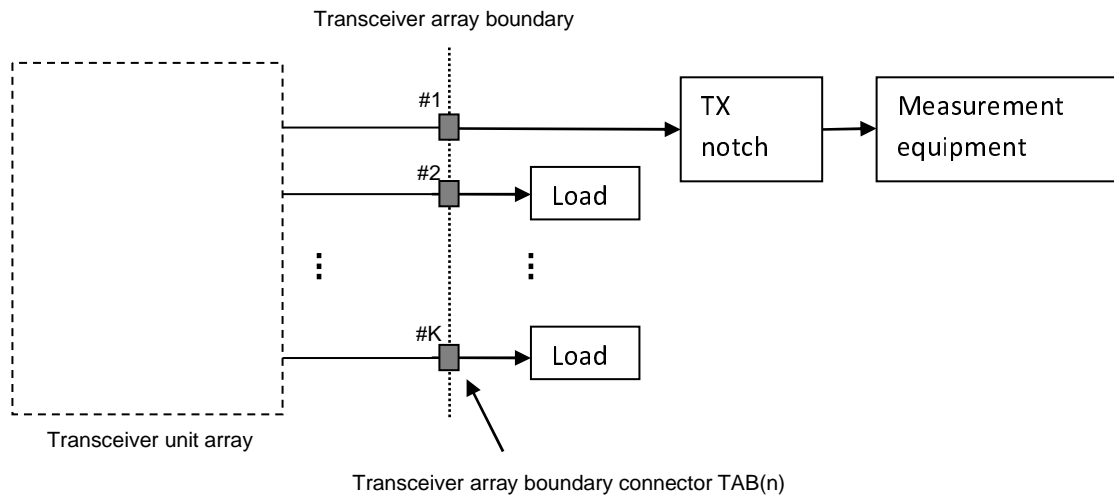 Transceiver array boundary
#1
TX
notch
Measurement
equipment
#2
Load
#K
Load
Transceiver unit array
Transceiver array boundary connector TAB(n)